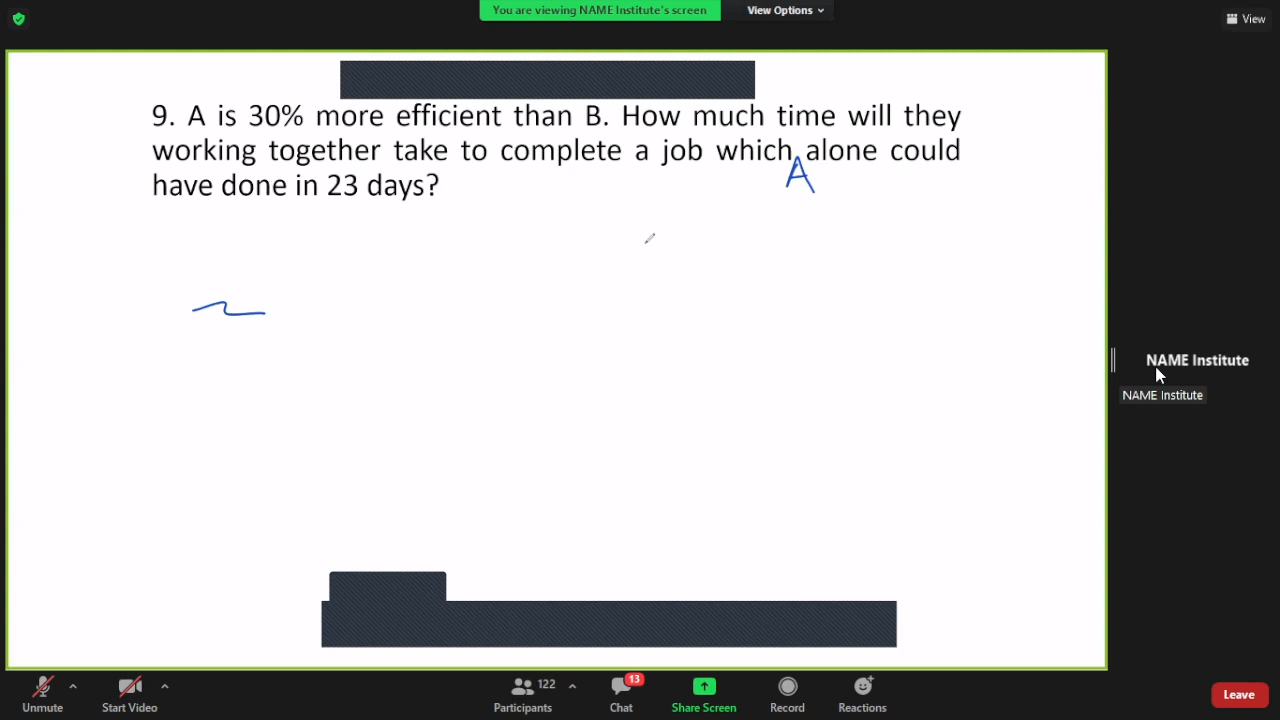 You are viewing NAME Institute's screen
View Options
View
9. A is 30% more efficient than B. How much time will they
working together take to complete a job which alone could
A
have done in 23 days?
NAME Institute
NAME Institute
Unmute
Start Video
122
Participants
13
Chat
Share Screen
Record
Reactions
Leave